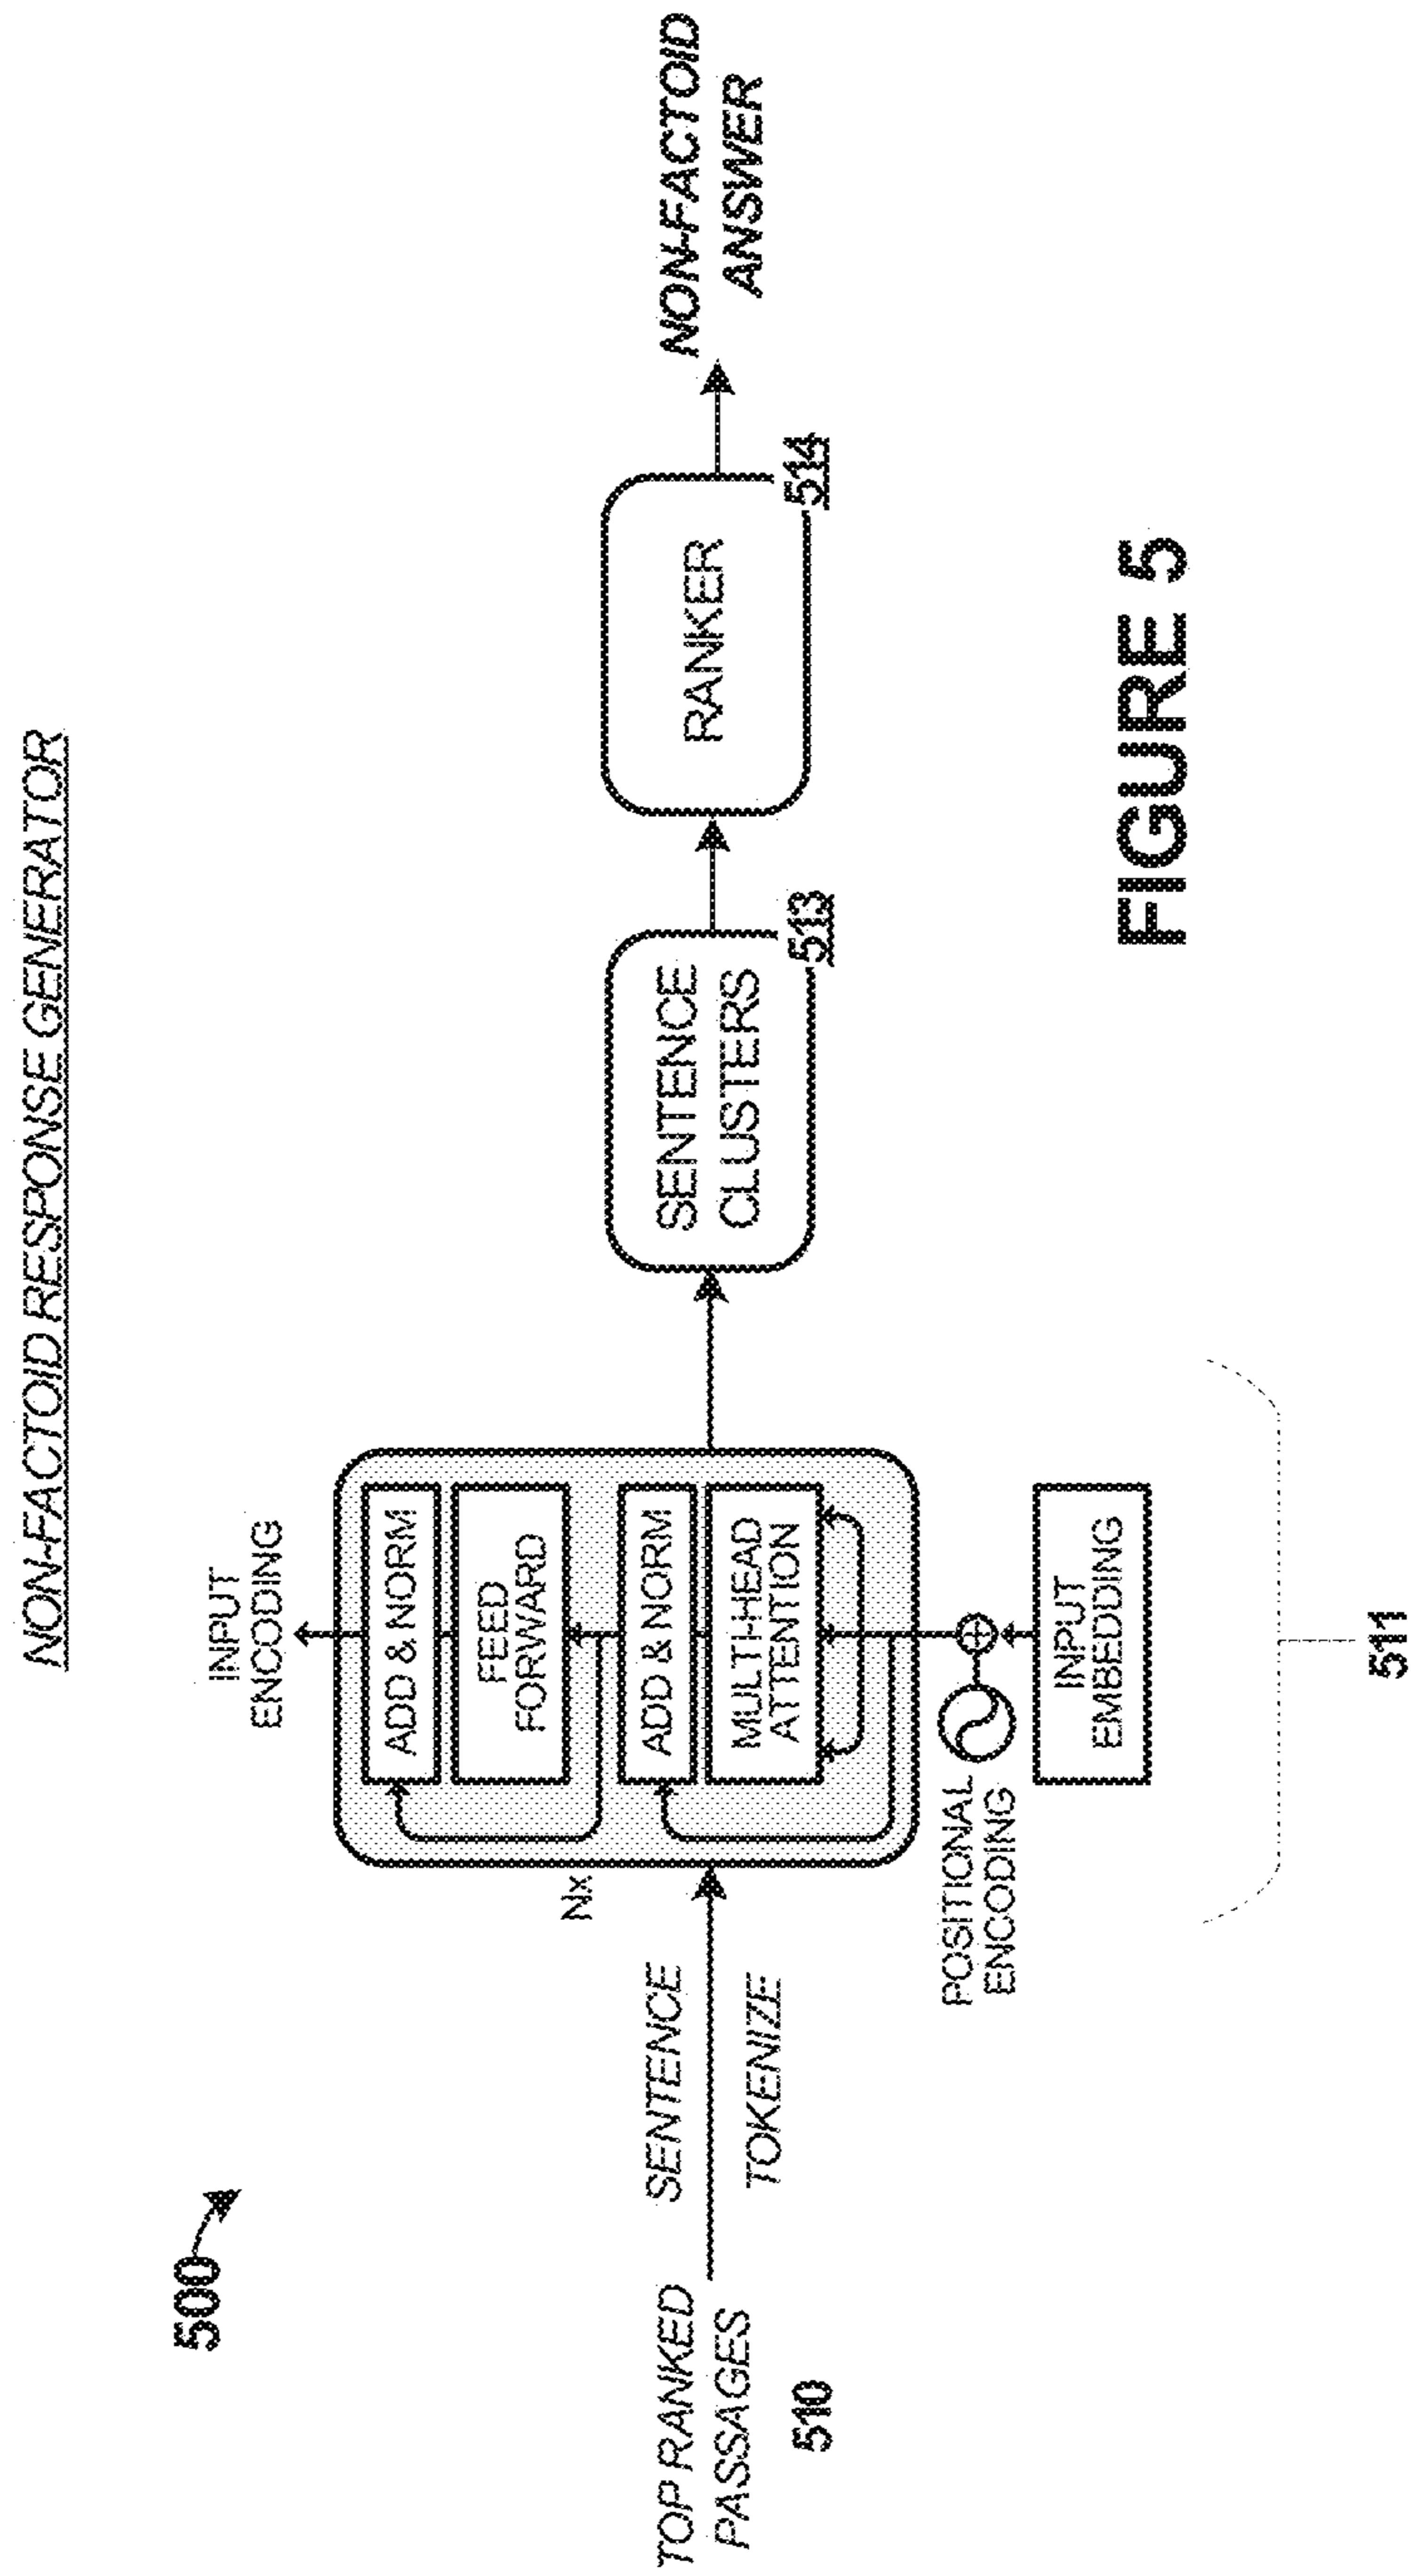 NON-FACTOID RESPONSE GENERATOR
500
TOP RANKED
PASSAGES
510
SENTENCE
TOKENIZE
Nx
INPUT
ENCODING
ADD & NORM
FEED
FORWARD
ADD & NORM
MULTI-HEAD
ATTENTION
POSITIONAL
ENCODING
INPUT
EMBEDDING
511
SENTENCE
CLUSTERS
513
RANKER
514
NON-FACTOID
ANSWER
FIGURE 5